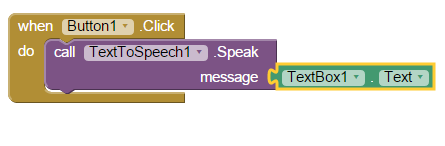 when Button1 .Click
do call TextToSpeech1 .Speak
message TextBox1 . Text